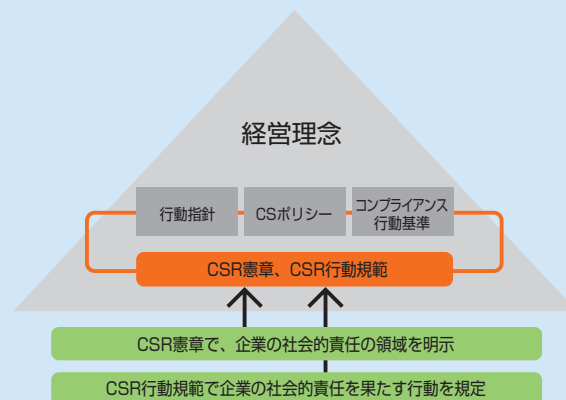 経営理念
行動指針
CSポリシー
コンプライアンス
行動基準
CSR憲章、CSR行動規範
CSR憲章で、企業の社会的責任の領域を明示
CSR行動規範で企業の社会的責任を果たす行動を規定